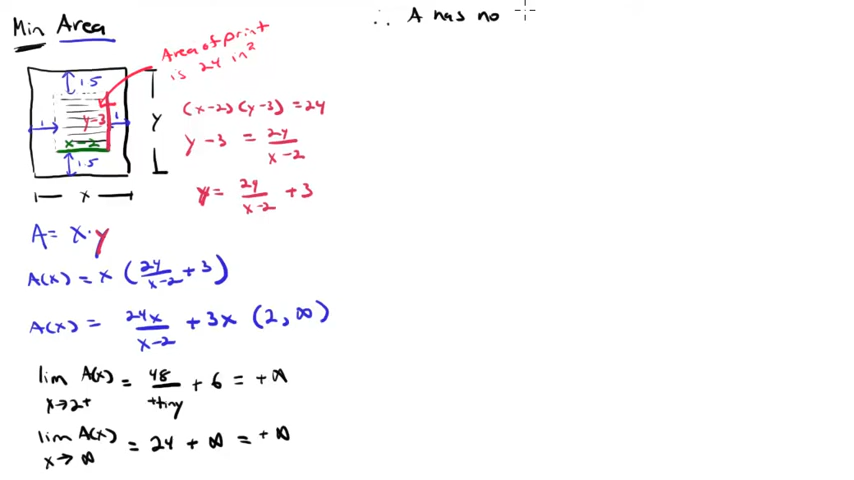 Min Area
Area of print
is 24 in²
1.5
1
y-3
1
x-2
1.5
y
x
(x-2)(y-3) = 24
y-3 = 24/(x-2)
y = 24/(x-2) + 3
A = x·y
A(x) = x (24/(x-2) + 3)
A(x) = 24x/(x-2) + 3x (2, ∞)
lim x→2+ A(x) = 48/+tiny + 6 = +∞
lim x→∞ A(x) = 24 + ∞ = +∞
∴ A has no